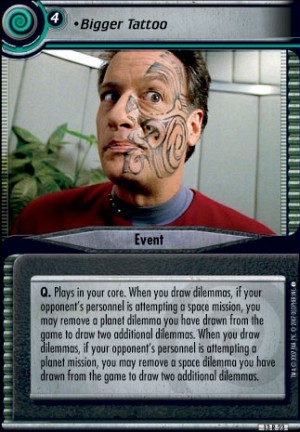 4
•Bigger Tattoo
Event
Q. Plays in your core. When you draw dilemmas, if your
opponent's personnel is attempting a space mission, you
may remove a planet dilemma you have drawn from the
game to draw two additional dilemmas. When you draw
dilemmas, if your opponent's personnel is attempting a
planet mission, you may remove a space dilemma you have
drawn from the game to draw two additional dilemmas.